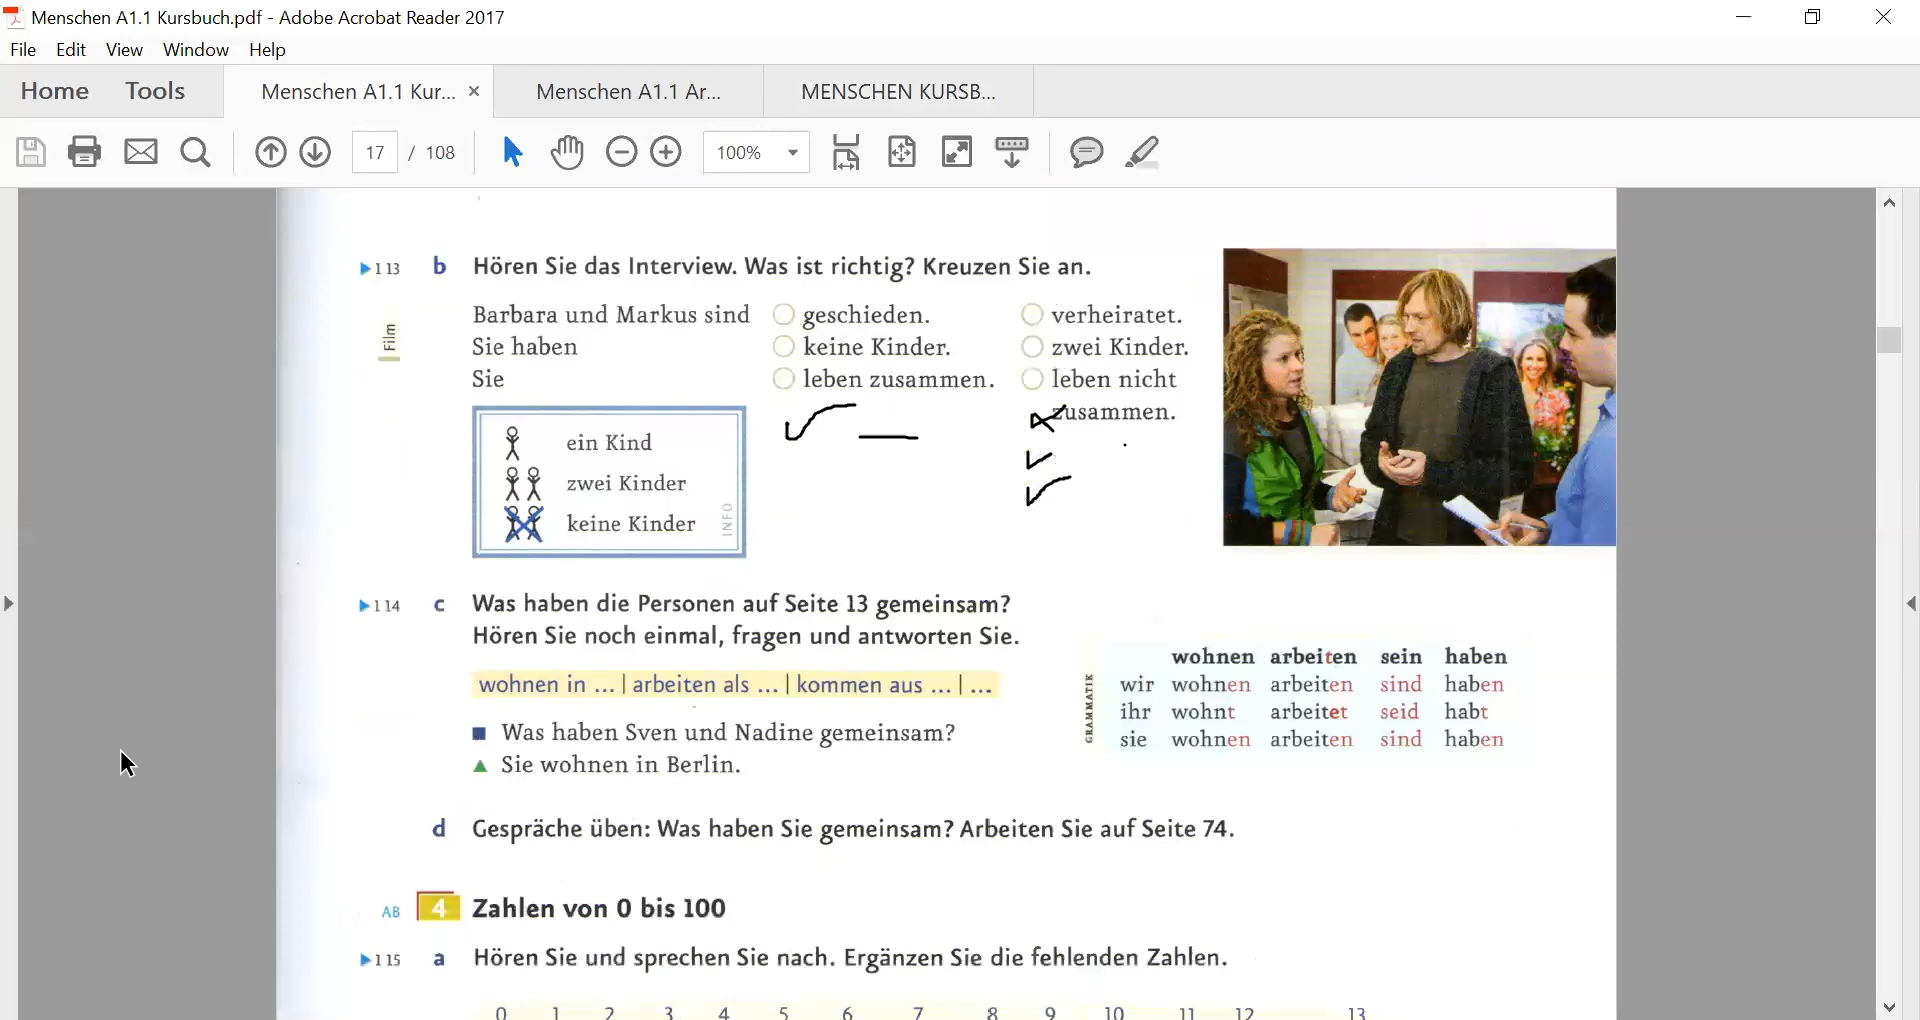 Menschen A1.1 Kursbuch.pdf - Adobe Acrobat Reader 2017
File Edit View Window Help
Home Tools Menschen A1.1 Kur... × Menschen A1.1 Ar... MENSCHEN KURSB...
17 / 108 100%
▶113 b Hören Sie das Interview. Was ist richtig? Kreuzen Sie an.
Film
Barbara und Markus sind ○ geschieden. ○ verheiratet.
Sie haben ○ keine Kinder. ○ zwei Kinder.
Sie ○ leben zusammen. ○ leben nicht
zusammen.
ein Kind
zwei Kinder
keine Kinder
INFO
▶114 c Was haben die Personen auf Seite 13 gemeinsam?
Hören Sie noch einmal, fragen und antworten Sie.
wohnen in ... | arbeiten als ... | kommen aus ... | ...
■ Was haben Sven und Nadine gemeinsam?
▲ Sie wohnen in Berlin.
GRAMMATIK
wohnen arbeiten sein haben
wir wohnen arbeiten sind haben
ihr wohnt arbeitet seid habt
sie wohnen arbeiten sind haben
d Gespräche üben: Was haben Sie gemeinsam? Arbeiten Sie auf Seite 74.
AB 4 Zahlen von 0 bis 100
▶115 a Hören Sie und sprechen Sie nach. Ergänzen Sie die fehlenden Zahlen.
0 1 2 3 4 5 6 7 8 9 10 11 12 13